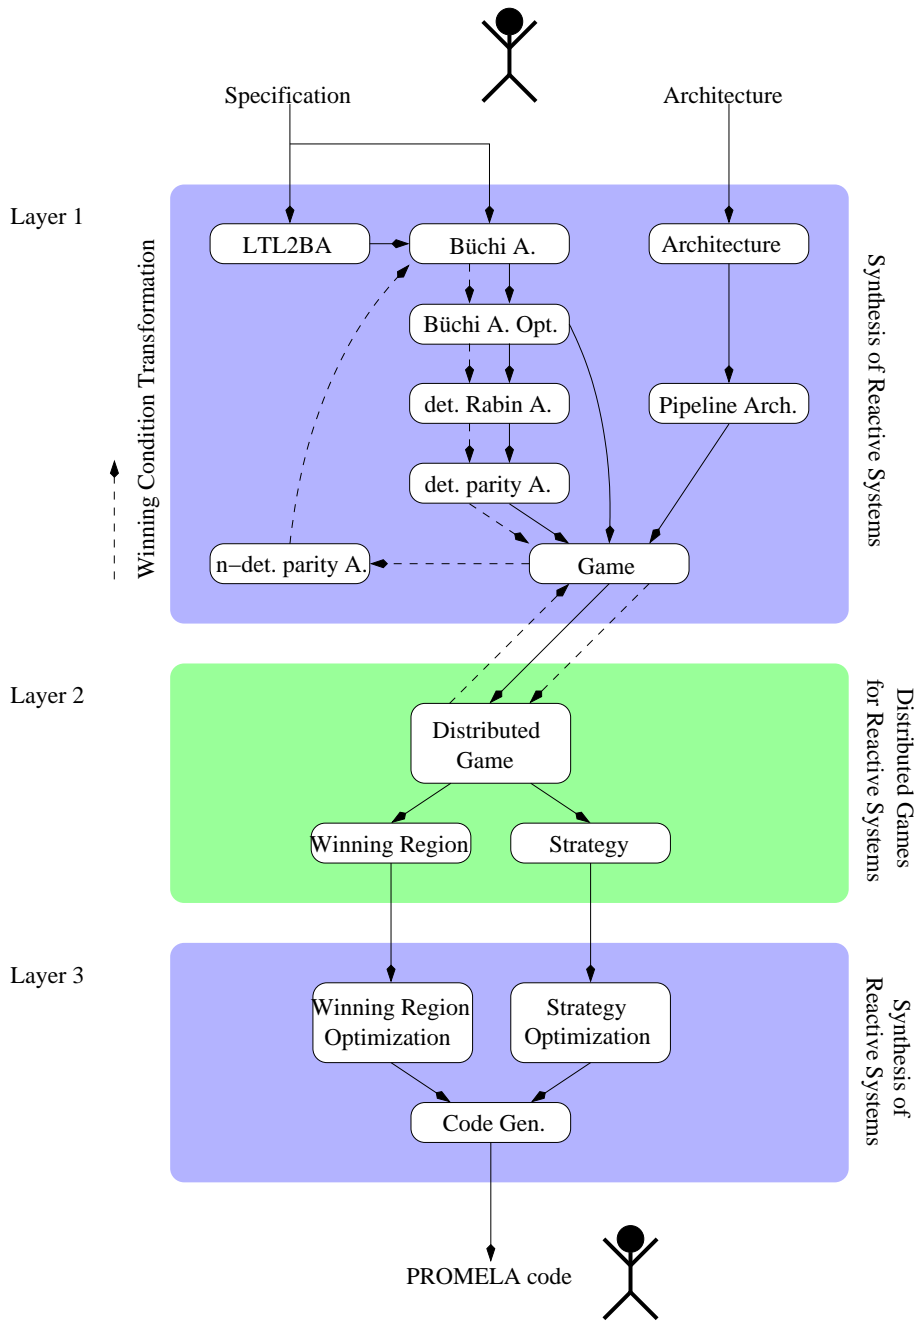 Specification
Architecture
Layer 1
LTL2BA
Büchi A.
Architecture
Büchi A. Opt.
det. Rabin A.
Pipeline Arch.
det. parity A.
n−det. parity A.
Game
Winning Condition Transformation
Synthesis of Reactive Systems
Layer 2
Distributed
Game
Winning Region
Strategy
Distributed Games
for Reactive Systems
Layer 3
Winning Region
Optimization
Strategy
Optimization
Code Gen.
Synthesis of
Reactive Systems
PROMELA code